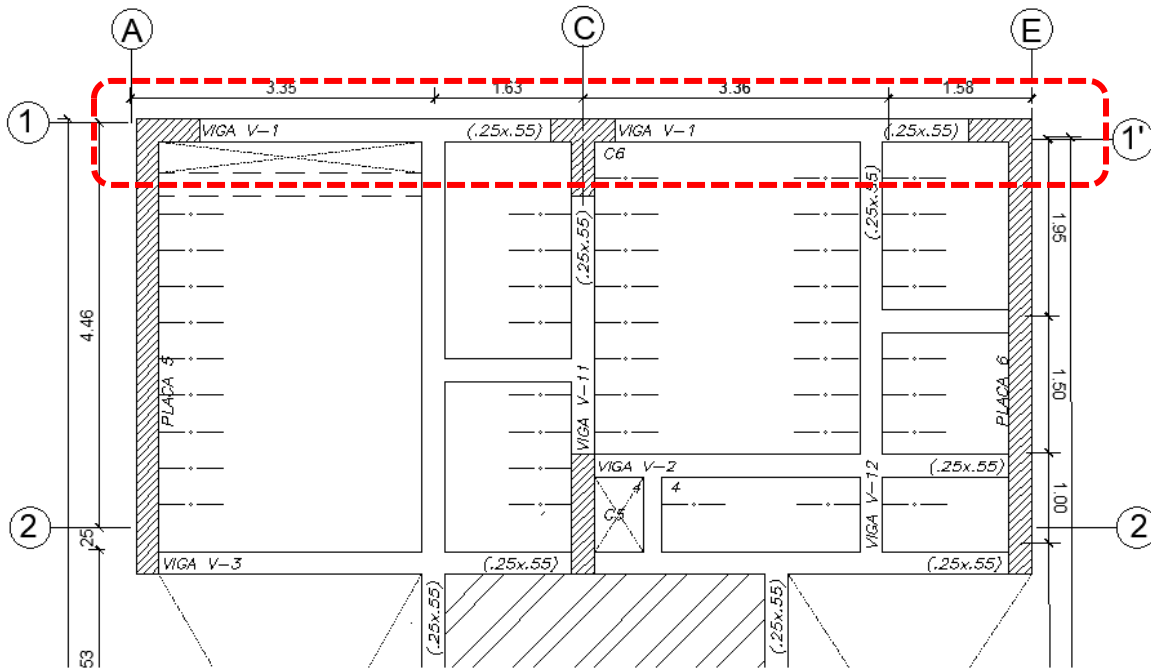 A C E
3.35 1.63 3.36 1.58
1 VIGA V-1 (.25x.55) VIGA V-1 (.25x.55) 1'
C6
(.25x.55)
(.25x.55)
1.95
4.46
PLACA 5
VIGA V-11
PLACA 6
1.50
VIGA V-2 (.25x.55)
VIGA V-12
4 4
C5
1.00
2 2
.25
VIGA V-3 (.25x.55) (.25x.55)
(.25x.55)
(.25x.55)
53